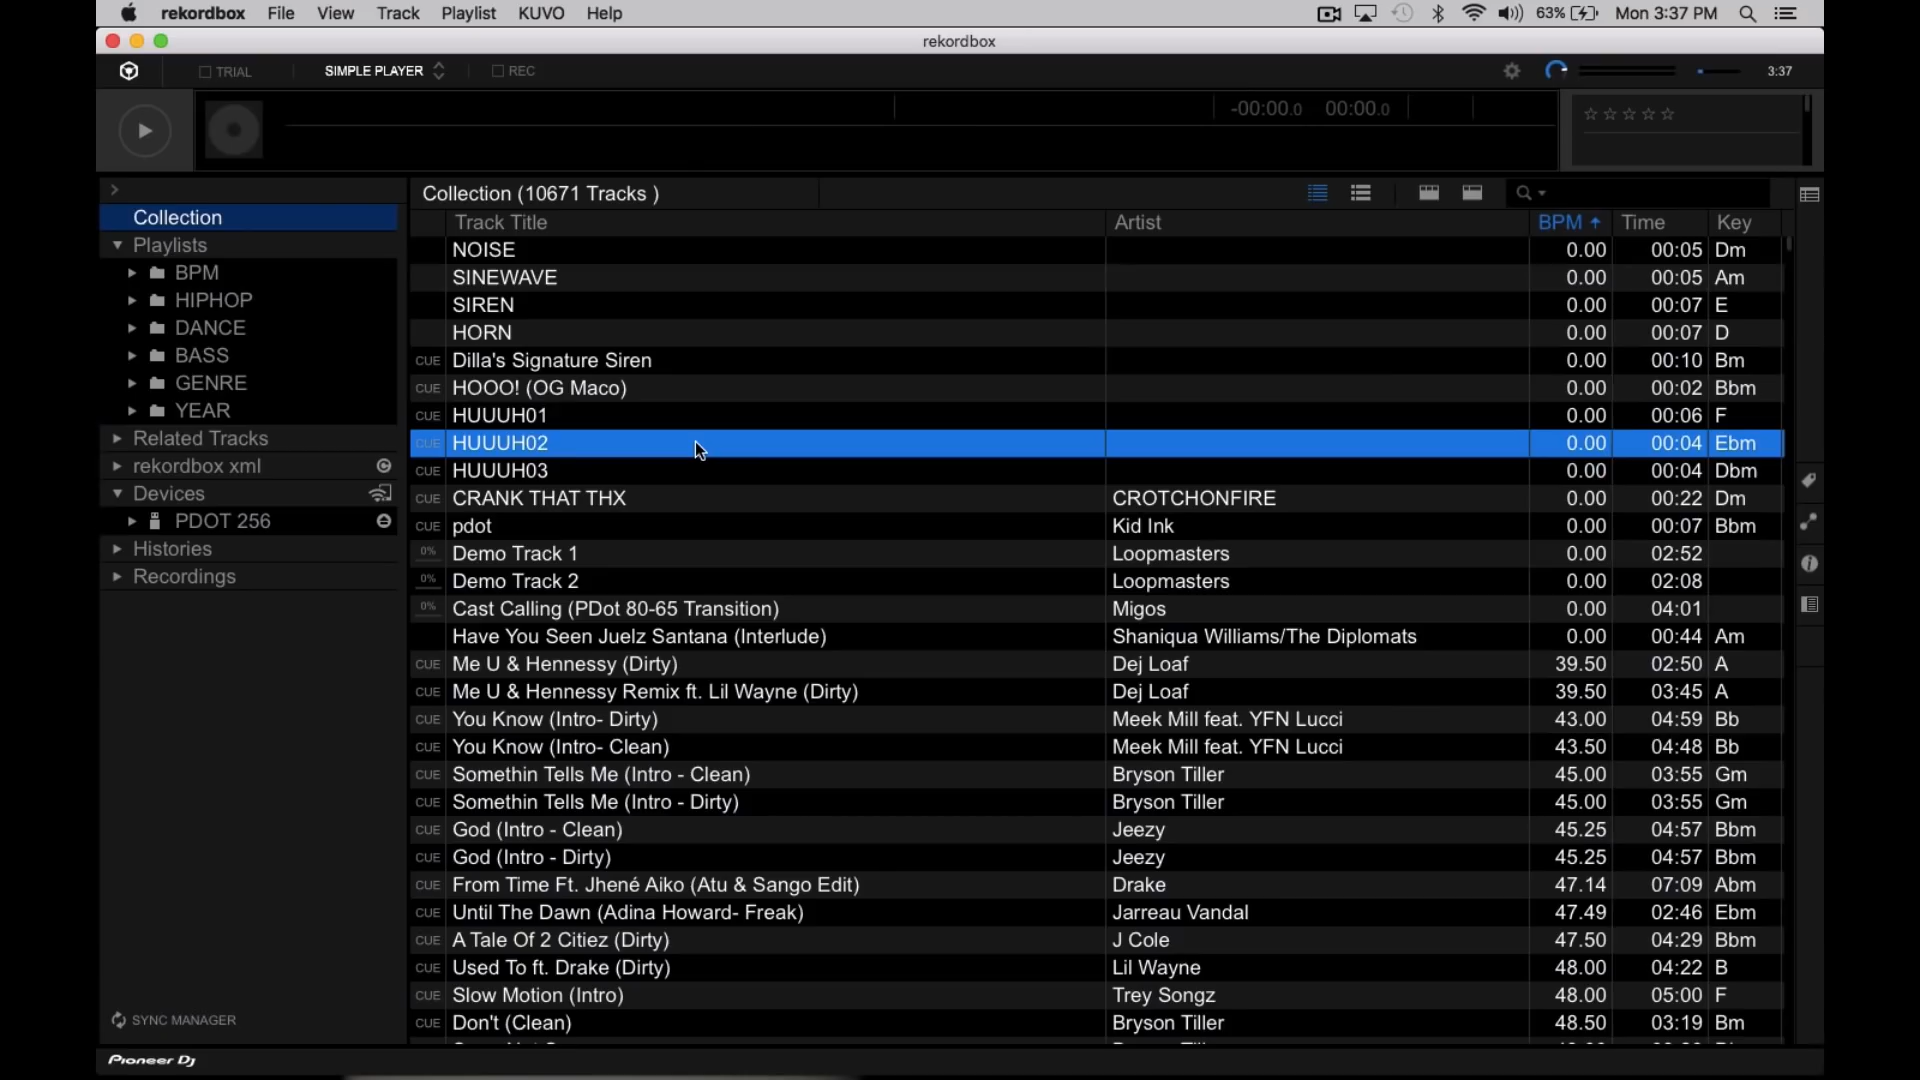 rekordbox File View Track Playlist KUVO Help 63% Mon 3:37 PM
rekordbox
TRIAL SIMPLE PLAYER REC 3:37
-00:00.0 00:00.0
Collection (10671 Tracks )
Collection
Playlists
BPM
HIPHOP
DANCE
BASS
GENRE
YEAR
Related Tracks
rekordbox xml
Devices
PDOT 256
Histories
Recordings
SYNC MANAGER
Track Title Artist BPM Time Key
NOISE 0.00 00:05 Dm
SINEWAVE 0.00 00:05 Am
SIREN 0.00 00:07 E
HORN 0.00 00:07 D
CUE Dilla's Signature Siren 0.00 00:10 Bm
CUE HOOO! (OG Maco) 0.00 00:02 Bbm
CUE HUUUH01 0.00 00:06 F
CUE HUUUH02 0.00 00:04 Ebm
CUE HUUUH03 0.00 00:04 Dbm
CUE CRANK THAT THX CROTCHONFIRE 0.00 00:22 Dm
CUE pdot Kid Ink 0.00 00:07 Bbm
0% Demo Track 1 Loopmasters 0.00 02:52
0% Demo Track 2 Loopmasters 0.00 02:08
0% Cast Calling (PDot 80-65 Transition) Migos 0.00 04:01
Have You Seen Juelz Santana (Interlude) Shaniqua Williams/The Diplomats 0.00 00:44 Am
CUE Me U & Hennessy (Dirty) Dej Loaf 39.50 02:50 A
CUE Me U & Hennessy Remix ft. Lil Wayne (Dirty) Dej Loaf 39.50 03:45 A
CUE You Know (Intro- Dirty) Meek Mill feat. YFN Lucci 43.00 04:59 Bb
CUE You Know (Intro- Clean) Meek Mill feat. YFN Lucci 43.50 04:48 Bb
CUE Somethin Tells Me (Intro - Clean) Bryson Tiller 45.00 03:55 Gm
CUE Somethin Tells Me (Intro - Dirty) Bryson Tiller 45.00 03:55 Gm
CUE God (Intro - Clean) Jeezy 45.25 04:57 Bbm
CUE God (Intro - Dirty) Jeezy 45.25 04:57 Bbm
CUE From Time Ft. Jhené Aiko (Atu & Sango Edit) Drake 47.14 07:09 Abm
CUE Until The Dawn (Adina Howard- Freak) Jarreau Vandal 47.49 02:46 Ebm
CUE A Tale Of 2 Citiez (Dirty) J Cole 47.50 04:29 Bbm
CUE Used To ft. Drake (Dirty) Lil Wayne 48.00 04:22 B
CUE Slow Motion (Intro) Trey Songz 48.00 05:00 F
CUE Don't (Clean) Bryson Tiller 48.50 03:19 Bm
Pioneer Dj